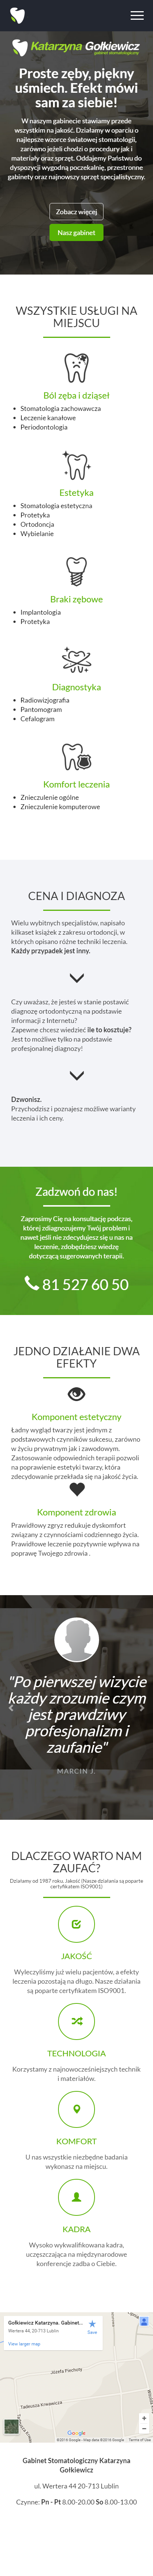 Katarzyna Gołkiewicz
gabinet stomatologiczny
Proste zęby, piękny
uśmiech. Efekt mówi
sam za siebie!
W naszym gabinecie stawiamy przede
wszystkim na jakość. Działamy w oparciu o
najlepsze wzorce światowej stomatologii,
zarówno jeśli chodzi o procedury jak i
materiały oraz sprzęt. Oddajemy Państwu do
dyspozycji wygodną poczekalnię, przestronne
gabinety oraz najnowszy sprzęt specjalistyczny.
Zobacz więcej
Nasz gabinet
WSZYSTKIE USŁUGI NA
MIEJSCU
Ból zęba i dziąseł
Stomatologia zachowawcza
Leczenie kanałowe
Periodontologia
Estetyka
Stomatologia estetyczna
Protetyka
Ortodoncja
Wybielanie
Braki zębowe
Implantologia
Protetyka
Diagnostyka
Radiowizjografia
Pantomogram
Cefalogram
Komfort leczenia
Znieczulenie ogólne
Znieczulenie komputerowe
CENA I DIAGNOZA
Wielu wybitnych specjalistów, napisało
kilkaset książek z zakresu ortodoncji, w
których opisano różne techniki leczenia.
Każdy przypadek jest inny.
Czy uważasz, że jesteś w stanie postawić
diagnozę ortodontyczną na podstawie
informacji z Internetu?
Zapewne chcesz wiedzieć ile to kosztuje?
Jest to możliwe tylko na podstawie
profesjonalnej diagnozy!
Dzwonisz.
Przychodzisz i poznajesz możliwe warianty
leczenia i ich ceny.
Zadzwoń do nas!
Zaprosimy Cię na konsultację podczas,
której zdiagnozujemy Twój problem i
nawet jeśli nie zdecydujesz się u nas na
leczenie, zdobędziesz wiedzę
dotyczącą sugerowanych terapii.
81 527 60 50
JEDNO DZIAŁANIE DWA
EFEKTY
Komponent estetyczny
Ładny wygląd twarzy jest jednym z
podstawowych czynników sukcesu, zarówno
w życiu prywatnym jak i zawodowym.
Zastosowanie odpowiednich terapii pozwoli
na poprawienie estetyki twarzy, która
zdecydowanie przekłada się na jakość życia.
Komponent zdrowia
Prawidłowy zgryz redukuje dyskomfort
związany z czynnościami codziennego życia.
Prawidłowe leczenie pozytywnie wpływa na
poprawę Twojego zdrowia .
"Po pierwszej wizycie
każdy zrozumie czym
jest prawdziwy
profesjonalizm i
zaufanie"
MARCIN J.
DLACZEGO WARTO NAM
ZAUFAĆ?
Działamy od 1987 roku. Jakość (Nasze działania są poparte
certyfikatem ISO9001)
JAKOŚĆ
Wyleczyliśmy już wielu pacjentów, a efekty
leczenia pozostają na długo. Nasze działania
są poparte certyfikatem ISO9001.
TECHNOLOGIA
Korzystamy z najnowocześniejszych technik
i materiałów.
KOMFORT
U nas wszystkie niezbędne badania
wykonasz na miejscu.
KADRA
Wysoko wykwalifikowana kadra,
uczęszczająca na międzynarodowe
konferencje zadba o Ciebie.
Gołkiewicz Katarzyna. Gabinet...
Wertera 44, 20-713 Lublin
Save
View larger map
Józefa Piechoty
Tadeusza Kniewicza
Google
©2016 Google - Map data ©2016 Google
Terms of Use
Gabinet Stomatologiczny Katarzyna
Gołkiewicz
ul. Wertera 44 20-713 Lublin
Czynne: Pn - Pt 8.00-20.00 So 8.00-13.00